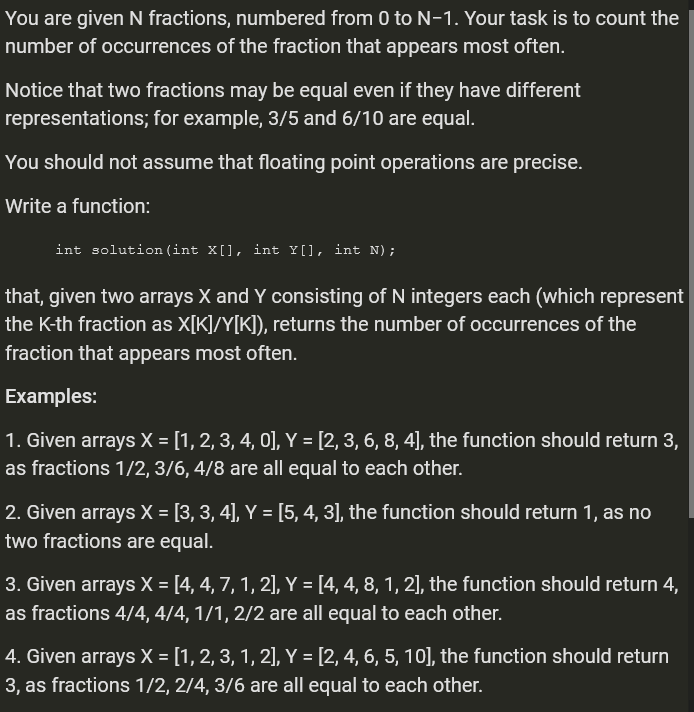 You are given N fractions, numbered from 0 to N−1. Your task is to count the
number of occurrences of the fraction that appears most often.
Notice that two fractions may be equal even if they have different
representations; for example, 3/5 and 6/10 are equal.
You should not assume that floating point operations are precise.
Write a function:
int solution(int X[], int Y[], int N);
that, given two arrays X and Y consisting of N integers each (which represent
the K-th fraction as X[K]/Y[K]), returns the number of occurrences of the
fraction that appears most often.
Examples:
1. Given arrays X = [1, 2, 3, 4, 0], Y = [2, 3, 6, 8, 4], the function should return 3,
as fractions 1/2, 3/6, 4/8 are all equal to each other.
2. Given arrays X = [3, 3, 4], Y = [5, 4, 3], the function should return 1, as no
two fractions are equal.
3. Given arrays X = [4, 4, 7, 1, 2], Y = [4, 4, 8, 1, 2], the function should return 4,
as fractions 4/4, 4/4, 1/1, 2/2 are all equal to each other.
4. Given arrays X = [1, 2, 3, 1, 2], Y = [2, 4, 6, 5, 10], the function should return
3, as fractions 1/2, 2/4, 3/6 are all equal to each other.